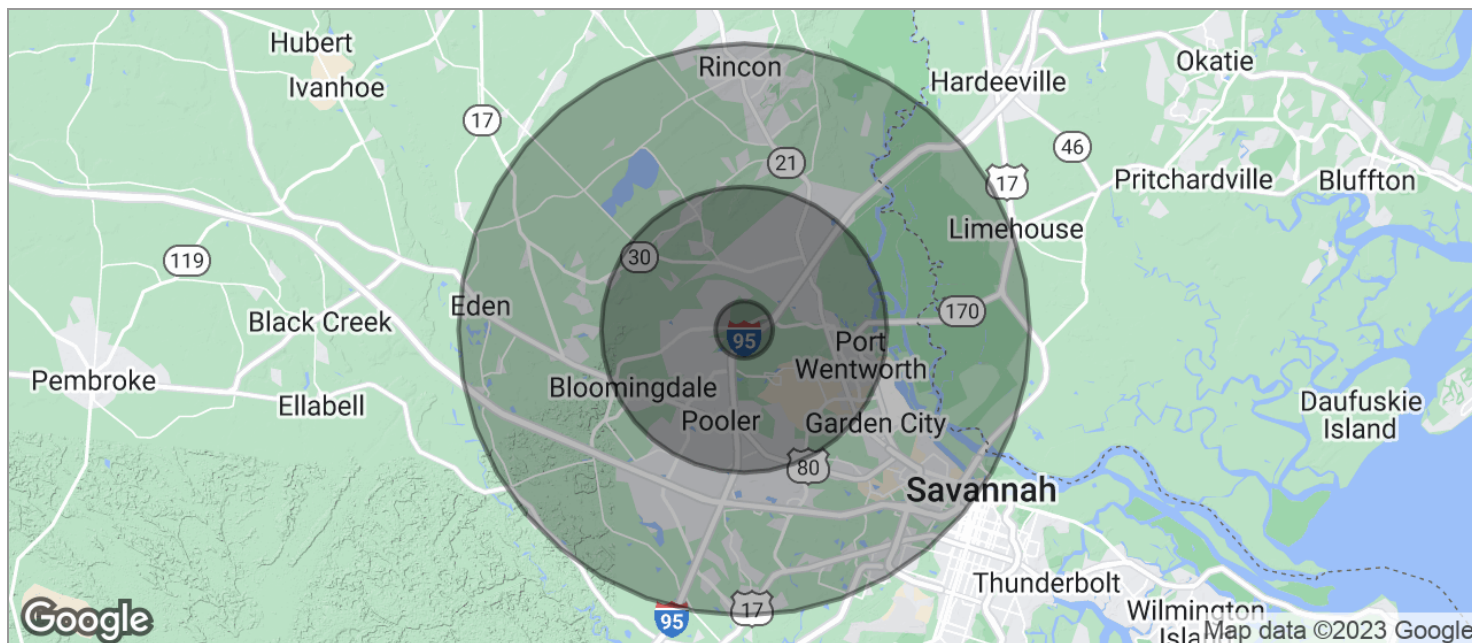 Hubert
Ivanhoe
Rincon
Okatie
Hardeeville
17
46
21
17
Pritchardville
Bluffton
Limehouse
119
30
Eden
170
Black Creek
95
Port
Wentworth
Pembroke
Bloomingdale
Ellabell
Pooler
Garden City
Daufuskie
Island
80
Savannah
Thunderbolt
17
95
Wilmington
Google
Map data ©2023 Google